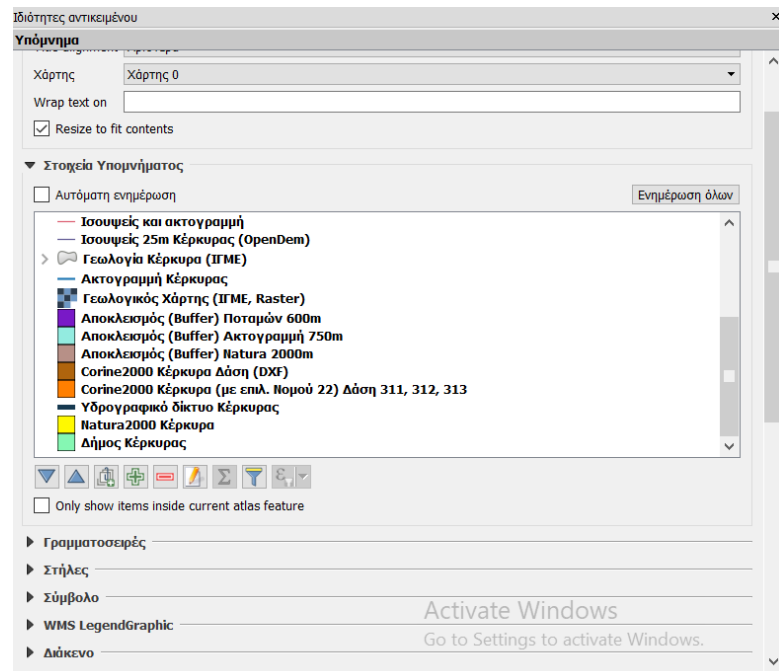 Ιδιότητες αντικειμένου
Υπόμνημα
Χάρτης Χάρτης 0
Wrap text on
Resize to fit contents
Στοιχεία Υπομνήματος
Αυτόματη ενημέρωση Ενημέρωση όλων
Ισουψείς και ακτογραμμή
Ισουψείς 25m Κέρκυρας (OpenDem)
Γεωλογία Κέρκυρα (ΙΓΜΕ)
Ακτογραμμή Κέρκυρας
Γεωλογικός Χάρτης (ΙΓΜΕ, Raster)
Αποκλεισμός (Buffer) Ποταμών 600m
Αποκλεισμός (Buffer) Ακτογραμμή 750m
Αποκλεισμός (Buffer) Natura 2000m
Corine2000 Κέρκυρα Δάση (DXF)
Corine2000 Κέρκυρα (με επιλ. Νομού 22) Δάση 311, 312, 313
Υδρογραφικό δίκτυο Κέρκυρας
Natura2000 Κέρκυρα
Δήμος Κέρκυρας
Only show items inside current atlas feature
Γραμματοσειρές
Στήλες
Σύμβολο
WMS LegendGraphic
Διάκενο
Activate Windows
Go to Settings to activate Windows.